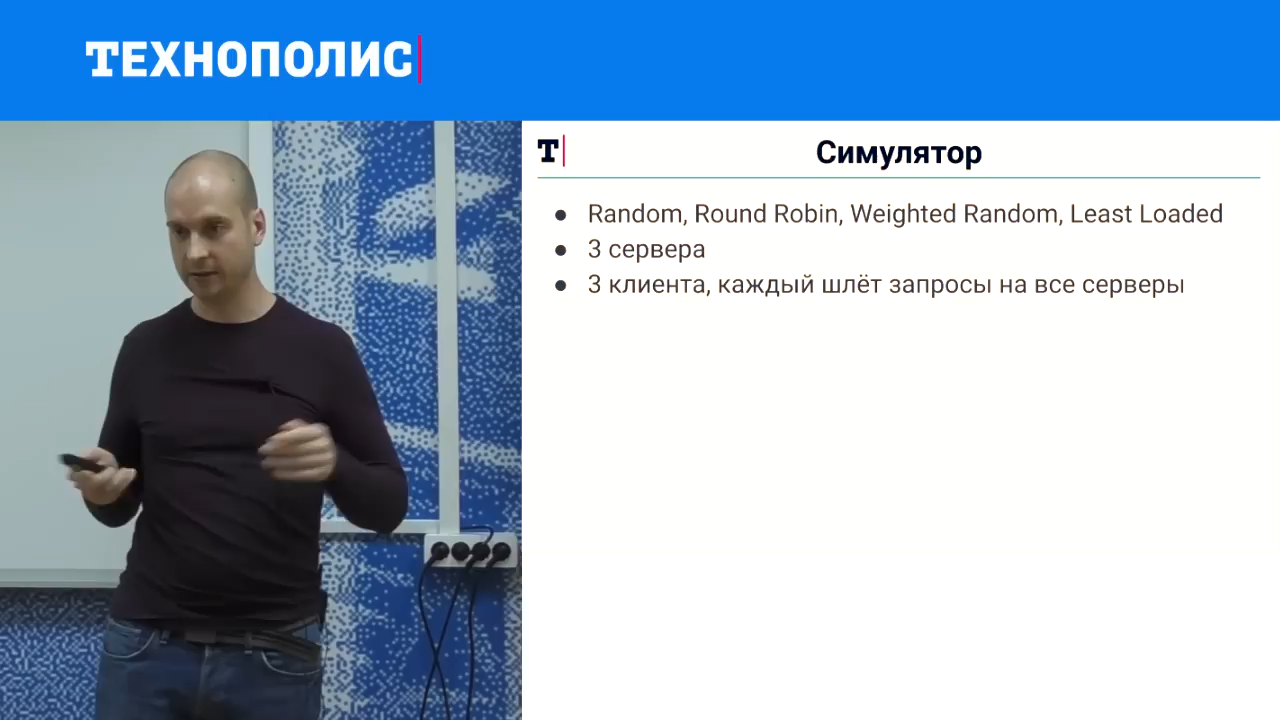 ТЕХНОПОЛИС
T
Симулятор
● Random, Round Robin, Weighted Random, Least Loaded
● 3 сервера
● 3 клиента, каждый шлёт запросы на все серверы